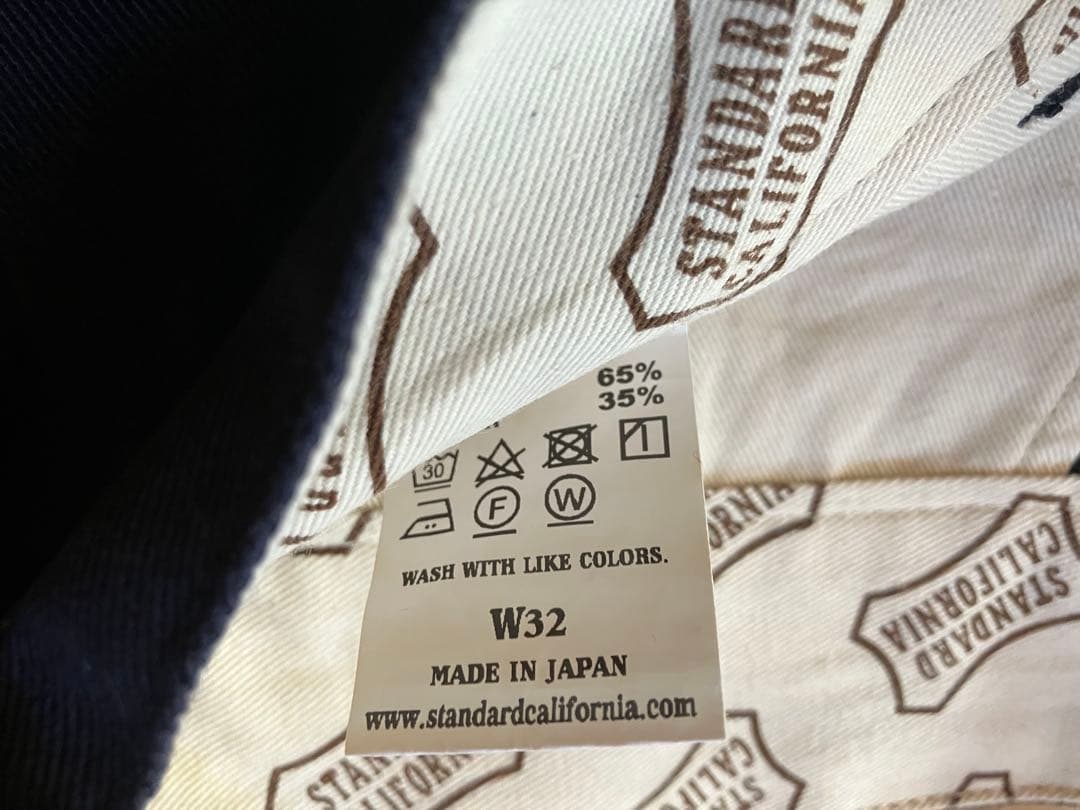 STANDARD
CALIFORNIA
65%
35%
30
F
W
WASH WITH LIKE COLORS.
W32
MADE IN JAPAN
www.standardcalifornia.com
STANDARD
CALIFORNIA